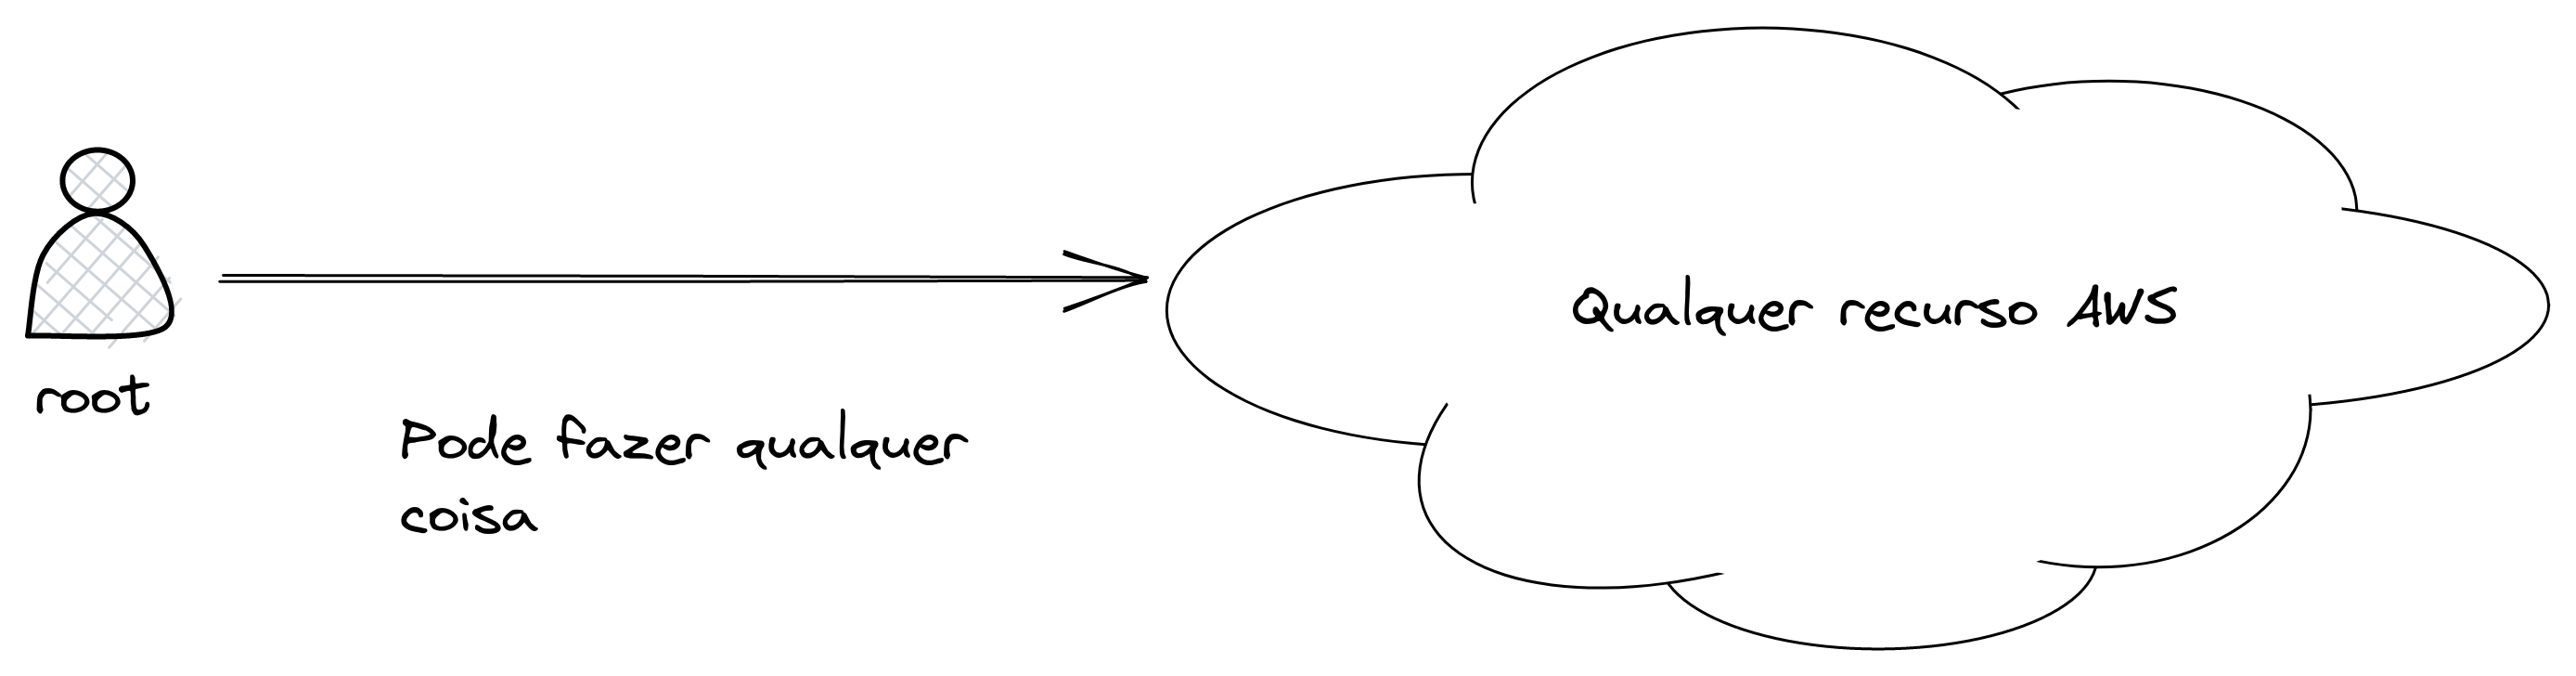 Qualquer recurso AWS
root
Pode fazer qualquer
coisa